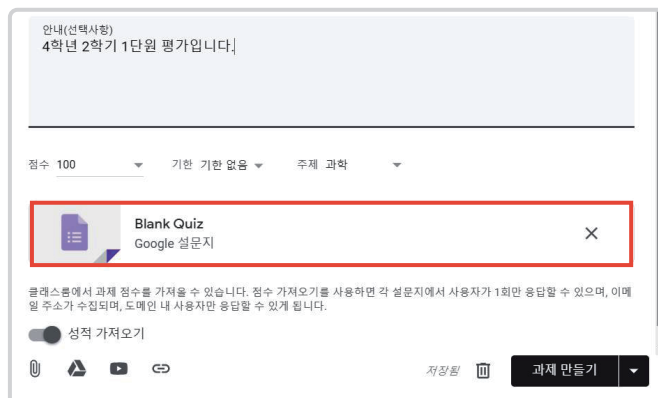 안내(선택사항)
4학년 2학기 1단원 평가입니다.
점수 100 기한 기한 없음 주제 과학
Blank Quiz
Google 설문지
클래스룸에서 과제 점수를 가져올 수 있습니다. 점수 가져오기를 사용하면 각 설문지에서 사용자가 1회만 응답할 수 있으며, 이메
일 주소가 수집되며, 도메인 내 사용자만 응답할 수 있게 됩니다.
성적 가져오기
저장됨 과제 만들기